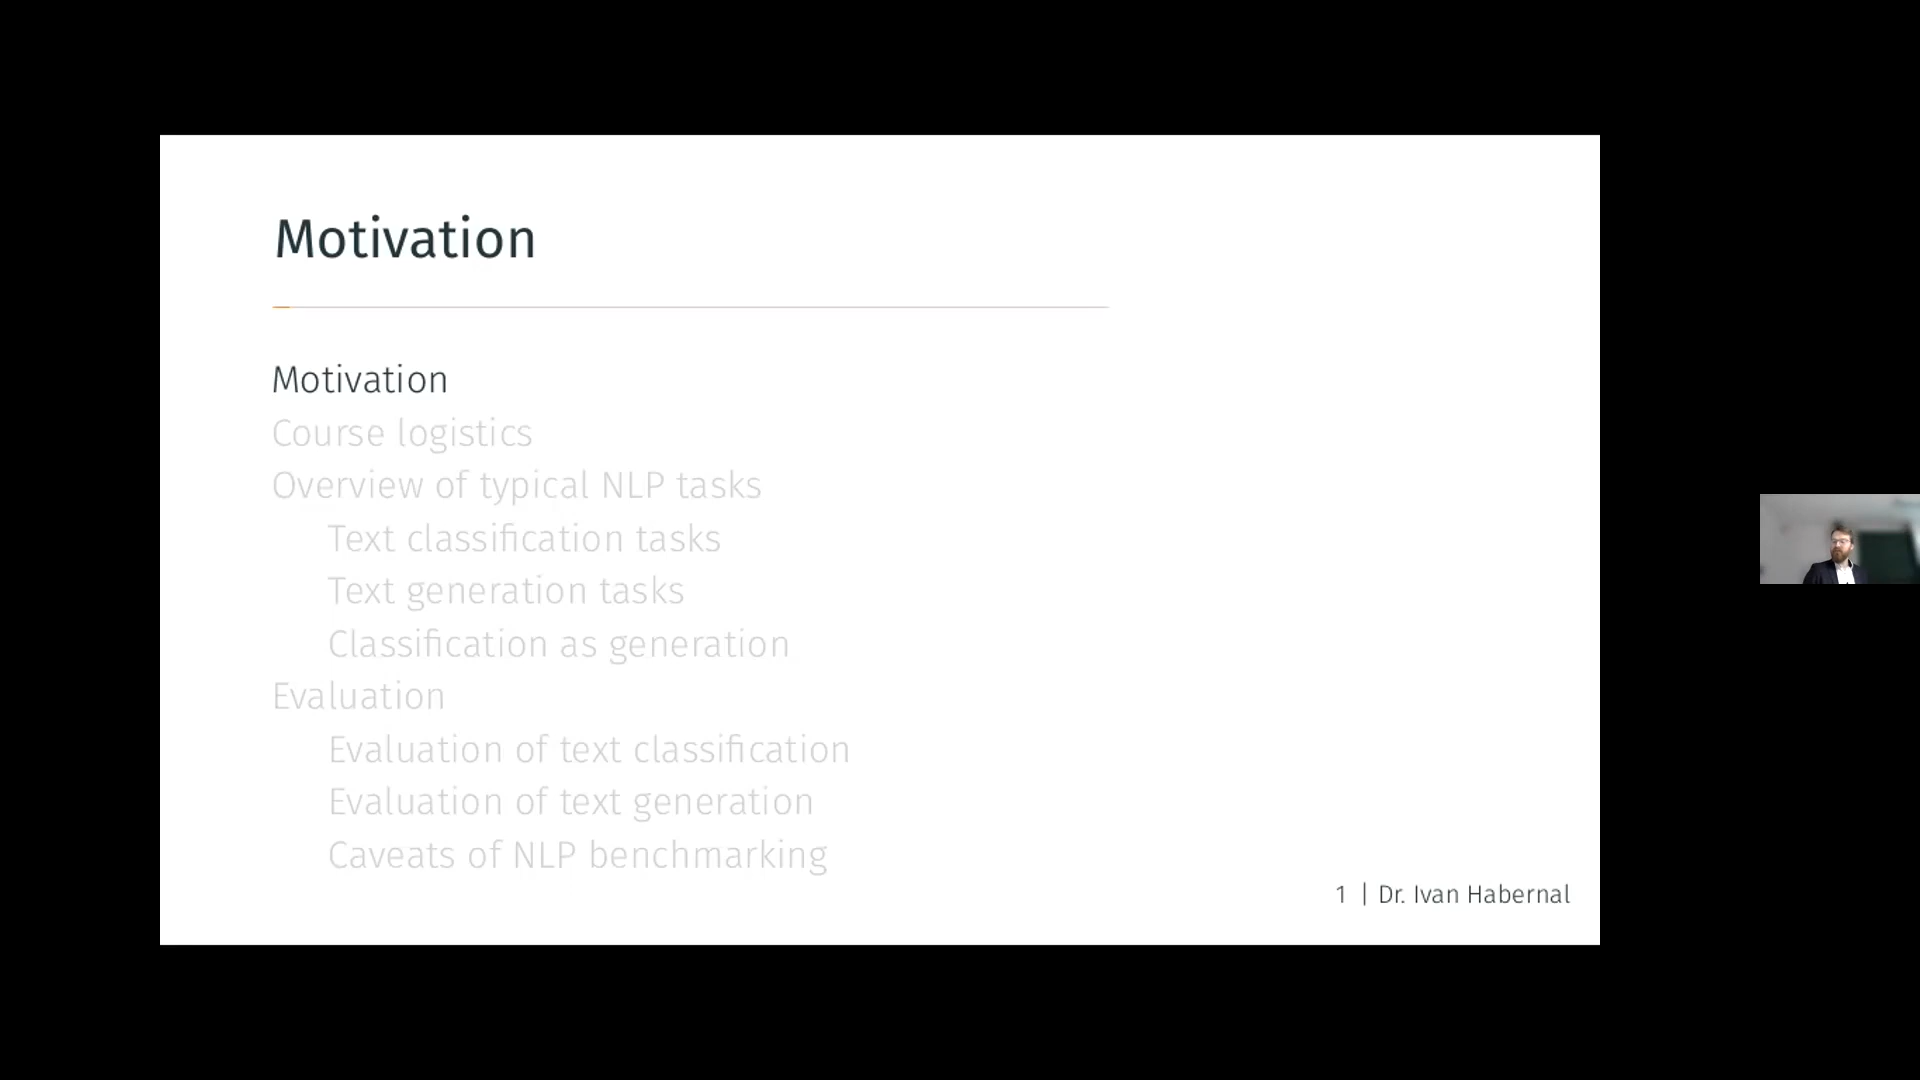 Motivation
Motivation
Course logistics
Overview of typical NLP tasks
Text classification tasks
Text generation tasks
Classification as generation
Evaluation
Evaluation of text classification
Evaluation of text generation
Caveats of NLP benchmarking
1 | Dr. Ivan Habernal